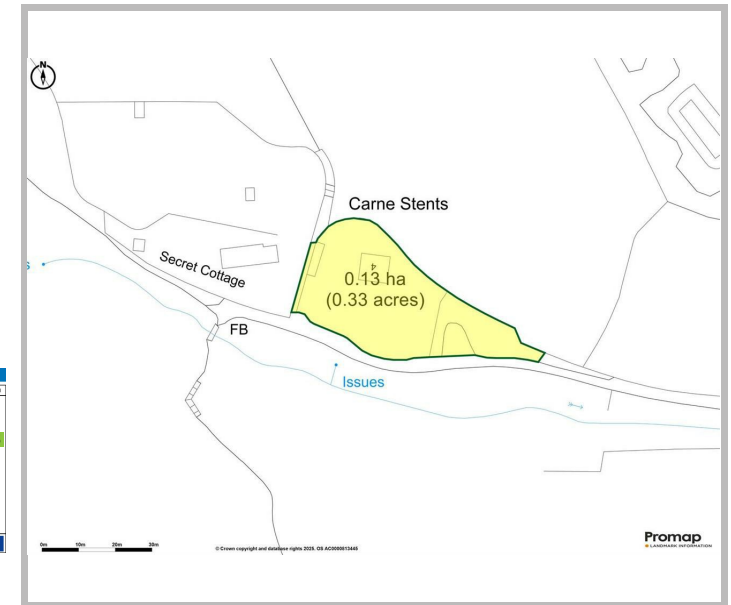 N
Carne Stents
4
0.13 ha
(0.33 acres)
Secret Cottage
s
FB
Issues
0m 10m 20m 30m
© Crown copyright and database rights 2025. OS AC0000813445
Promap
LANDMARK INFORMATION